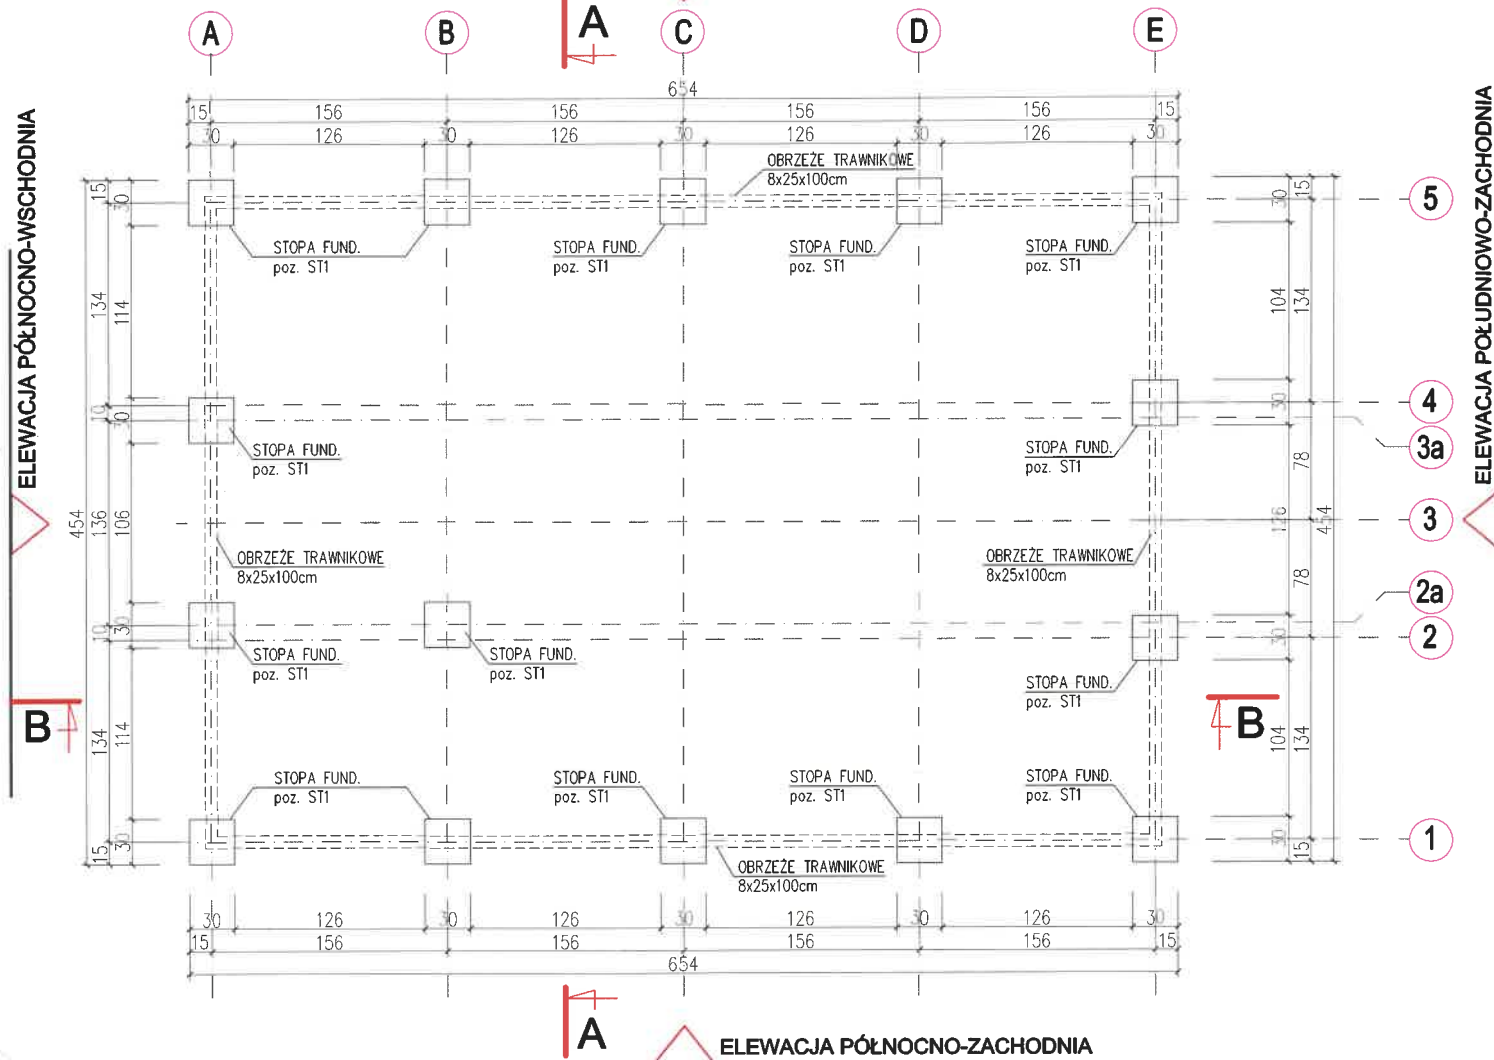 A
A
B
C
D
E
654
15
156
156
156
156
15
30
126
30
126
30
126
30
126
30
OBRZEŻE TRAWNIKOWE
8x25x100cm
ELEWACJA PÓŁNOCNO-WSCHODNIA
ELEWACJA POŁUDNIOWO-ZACHODNIA
STOPA FUND.
poz. ST1
STOPA FUND.
poz. ST1
STOPA FUND.
poz. ST1
STOPA FUND.
poz. ST1
15
30
134
114
10
30
454
136
106
10
30
134
114
15
30
30
15
104
134
30
78
126
454
78
30
104
134
30
15
5
4
3a
3
2a
2
1
STOPA FUND.
poz. ST1
STOPA FUND.
poz. ST1
OBRZEŻE TRAWNIKOWE
8x25x100cm
OBRZEŻE TRAWNIKOWE
8x25x100cm
STOPA FUND.
poz. ST1
STOPA FUND.
poz. ST1
STOPA FUND.
poz. ST1
B
B
STOPA FUND.
poz. ST1
STOPA FUND.
poz. ST1
STOPA FUND.
poz. ST1
STOPA FUND.
poz. ST1
OBRZEŻE TRAWNIKOWE
8x25x100cm
30
126
30
126
30
126
30
126
30
15
156
156
156
156
15
654
A
ELEWACJA PÓŁNOCNO-ZACHODNIA